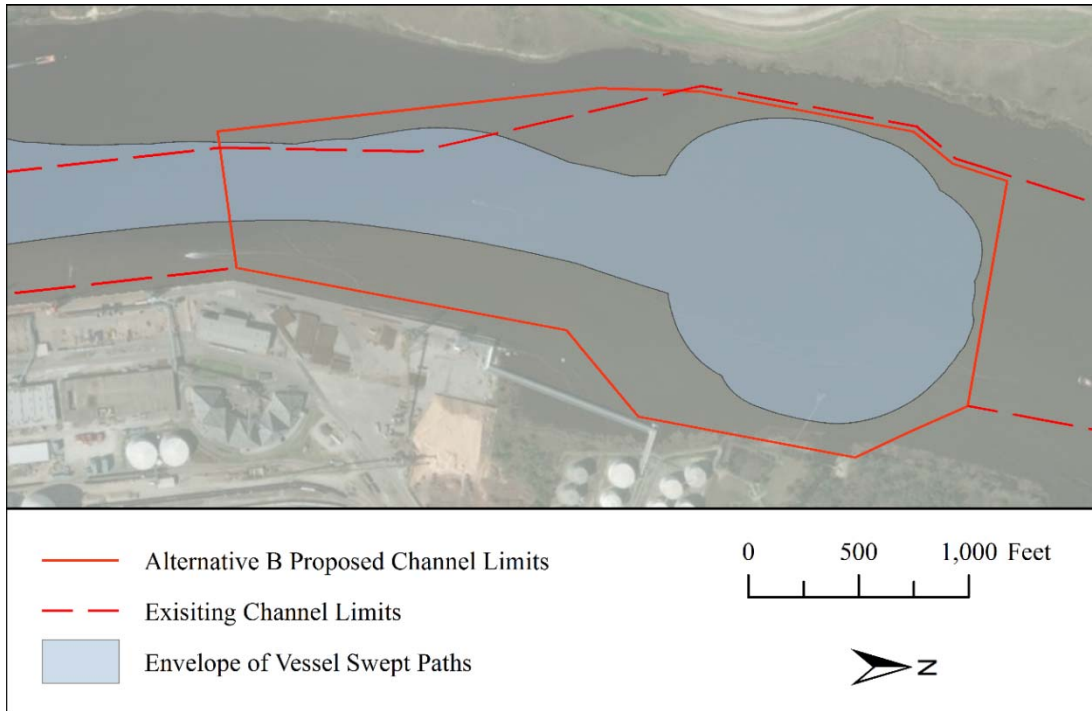 Alternative B Proposed Channel Limits
Exisiting Channel Limits
Envelope of Vessel Swept Paths
0 500 1,000 Feet
N